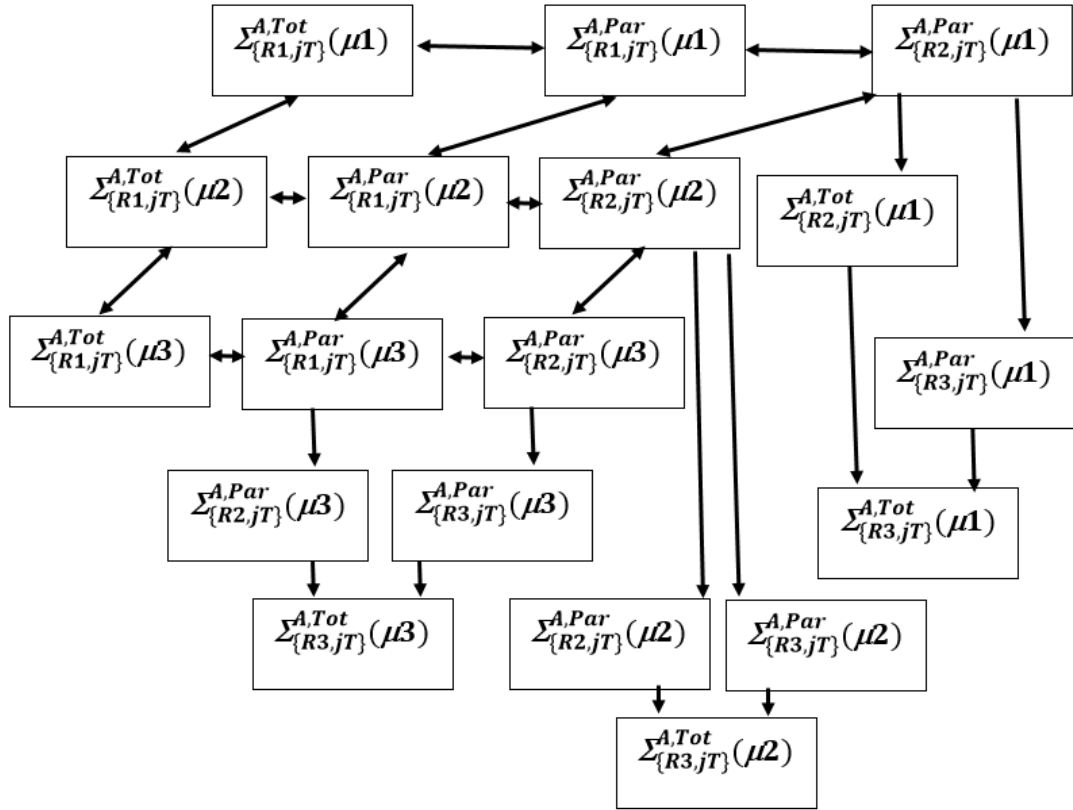 Σ^{A,Tot}_{{R1,jT}}(μ1)
Σ^{A,Par}_{{R1,jT}}(μ1)
Σ^{A,Par}_{{R2,jT}}(μ1)
Σ^{A,Tot}_{{R1,jT}}(μ2)
Σ^{A,Par}_{{R1,jT}}(μ2)
Σ^{A,Par}_{{R2,jT}}(μ2)
Σ^{A,Tot}_{{R2,jT}}(μ1)
Σ^{A,Tot}_{{R1,jT}}(μ3)
Σ^{A,Par}_{{R1,jT}}(μ3)
Σ^{A,Par}_{{R2,jT}}(μ3)
Σ^{A,Par}_{{R3,jT}}(μ1)
Σ^{A,Par}_{{R2,jT}}(μ3)
Σ^{A,Par}_{{R3,jT}}(μ3)
Σ^{A,Tot}_{{R3,jT}}(μ1)
Σ^{A,Tot}_{{R3,jT}}(μ3)
Σ^{A,Par}_{{R2,jT}}(μ2)
Σ^{A,Par}_{{R3,jT}}(μ2)
Σ^{A,Tot}_{{R3,jT}}(μ2)